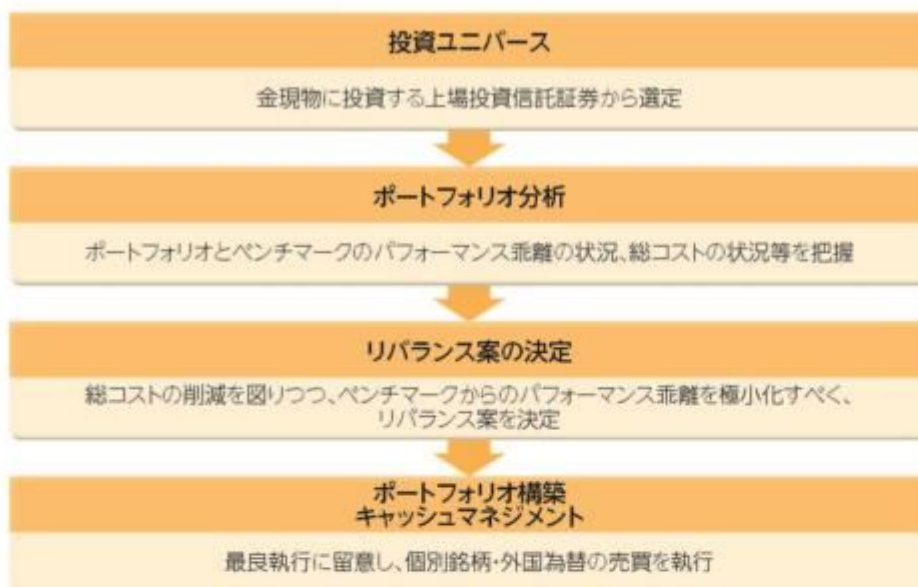 投資ユニバース
金現物に投資する上場投資信託証券から選定
ポートフォリオ分析
ポートフォリオとベンチマークのパフォーマンス乖離の状況、総コストの状況等を把握
リバランス案の決定
総コストの削減を図りつつ、ベンチマークからのパフォーマンス乖離を極小化すべく、
リバランス案を決定
ポートフォリオ構築
キャッシュマネジメント
最良執行に留意し、個別銘柄・外国為替の売買を執行